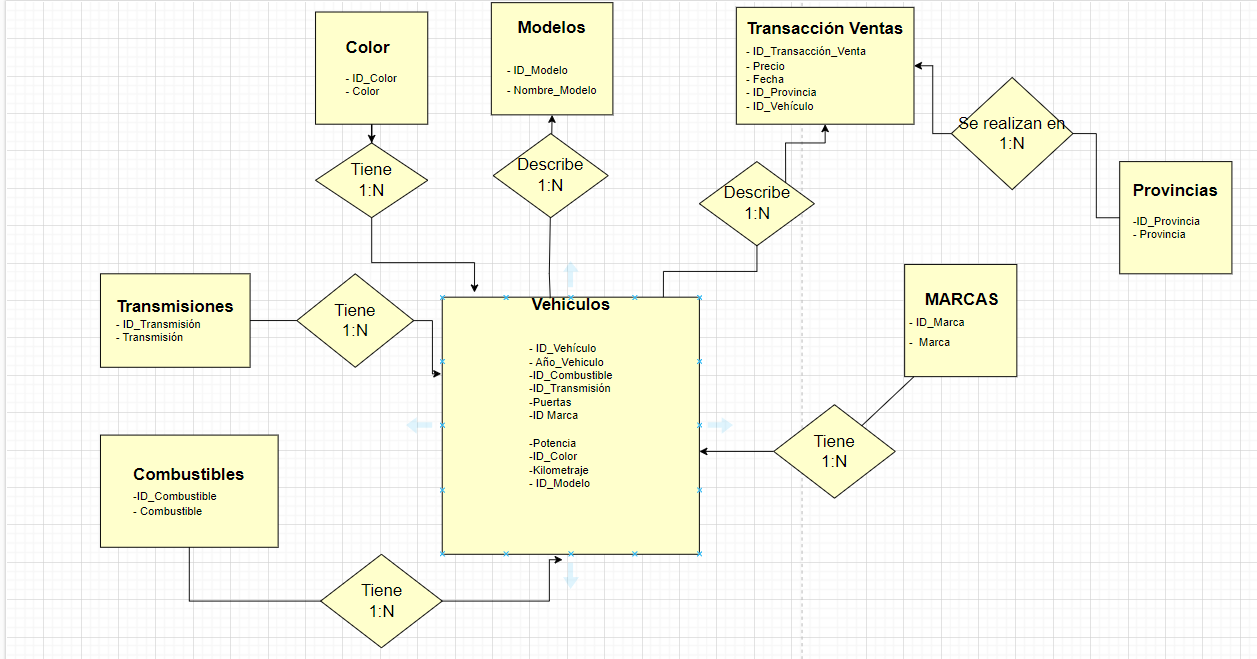 Color
- ID_Color
- Color
Modelos
- ID_Modelo
- Nombre_Modelo
Transacción Ventas
- ID_Transacción_Venta
- Precio
- Fecha
- ID_Provincia
- ID_Vehículo
Se realizan en
1:N
Tiene
1:N
Describe
1:N
Describe
1:N
Provincias
-ID_Provincia
- Provincia
Transmisiones
- ID_Transmisión
- Transmisión
Tiene
1:N
Vehiculos
- ID_Vehículo
- Año_Vehiculo
-ID_Combustible
-ID_Transmisión
-Puertas
-ID Marca
-Potencia
-ID_Color
-Kilometraje
- ID_Modelo
MARCAS
- ID_Marca
- Marca
Tiene
1:N
Combustibles
-ID_Combustible
- Combustible
Tiene
1:N